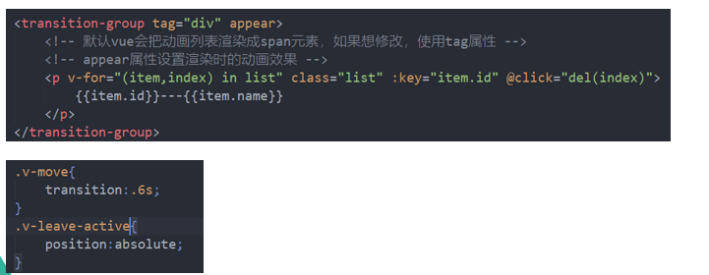 <transition-group tag="div" appear>
<!-- 默认vue会把动画列表渲染成span元素，如果想修改，使用tag属性 -->
<!-- appear属性设置渲染时的动画效果 -->
<p v-for="(item,index) in list" class="list" :key="item.id" @click="del(index)">
{{item.id}}---{{item.name}}
</p>
</transition-group>
.v-move{
transition:.6s;
}
.v-leave-active{
position:absolute;
}